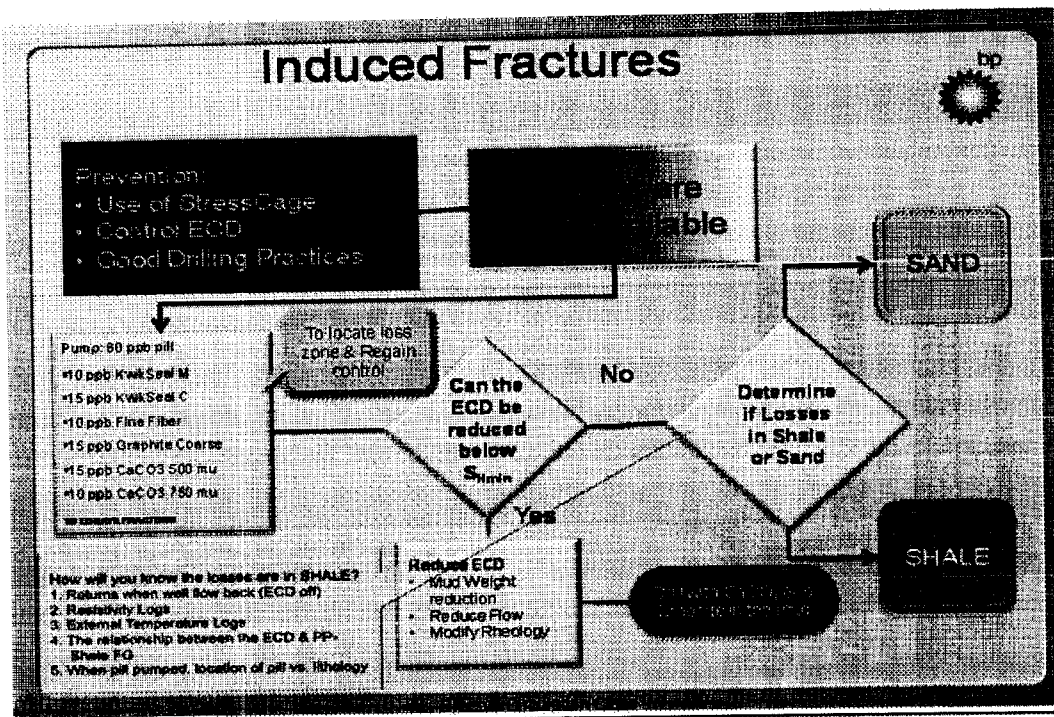 Induced Fractures
bp
Prevention:
• Use of StressCage
• Control ECD
• Good Drilling Practices
are
able
SAND
Pump: 80 ppb pill
•10 ppb KwikSeal M
•15 ppb KwikSeal C
•10 ppb Fine Fiber
•15 ppb Graphite Coarse
•15 ppb CaCO3 500 mu
•10 ppb CaCO3 750 mu
To locate loss
zone & Regain
control
Can the
ECD be
reduced
below
SHmin
No
Yes
Determine
if Losses
in Shale
or Sand
SHALE
Reduce ECD
• Mud Weight
reduction
• Reduce Flow
• Modify Rheology
How will you know the losses are in SHALE?
1. Returns when well flow back (ECD off)
2. Resistivity Logs
3. External Temperature Logs
4. The relationship between the ECD & PP-
Shale FG
5. When pill pumped, location of pill vs. lithology